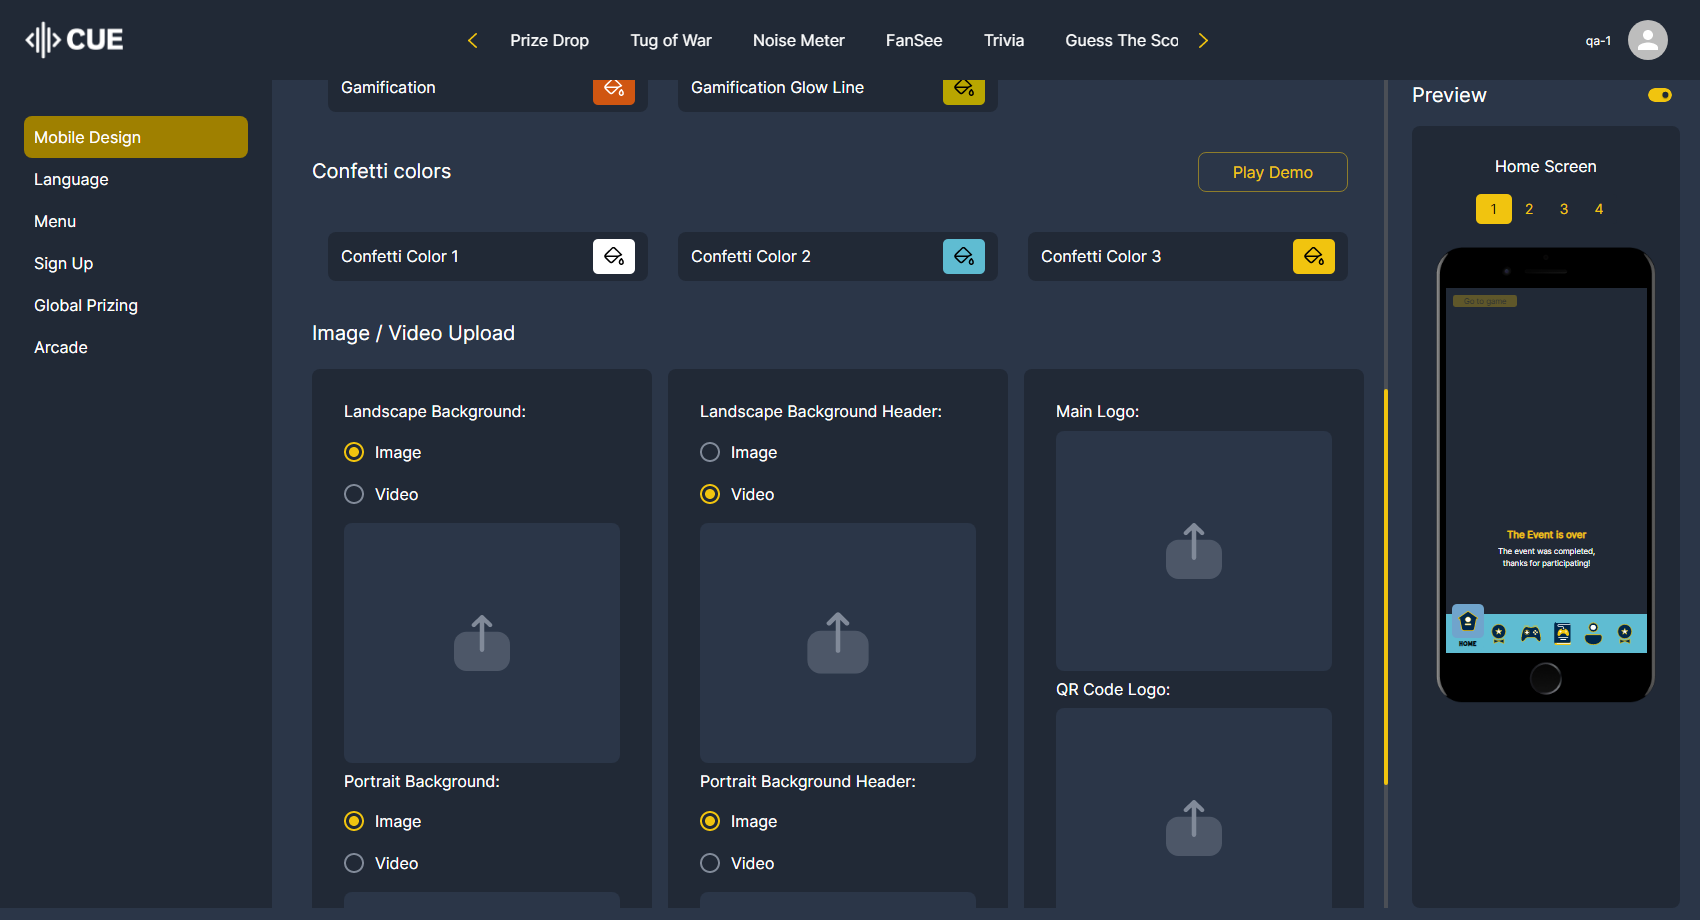 CUE
Prize Drop
Tug of War
Noise Meter
FanSee
Trivia
Guess The Sco
qa-1
Mobile Design
Language
Menu
Sign Up
Global Prizing
Arcade
Gamification
Gamification Glow Line
Confetti colors
Play Demo
Confetti Color 1
Confetti Color 2
Confetti Color 3
Image / Video Upload
Landscape Background:
Image
Video
Portrait Background:
Image
Video
Landscape Background Header:
Image
Video
Portrait Background Header:
Image
Video
Main Logo:
QR Code Logo:
Preview
Home Screen
1 2 3 4
Go to game
The Event is over
The event was completed,
thanks for participating!
HOME